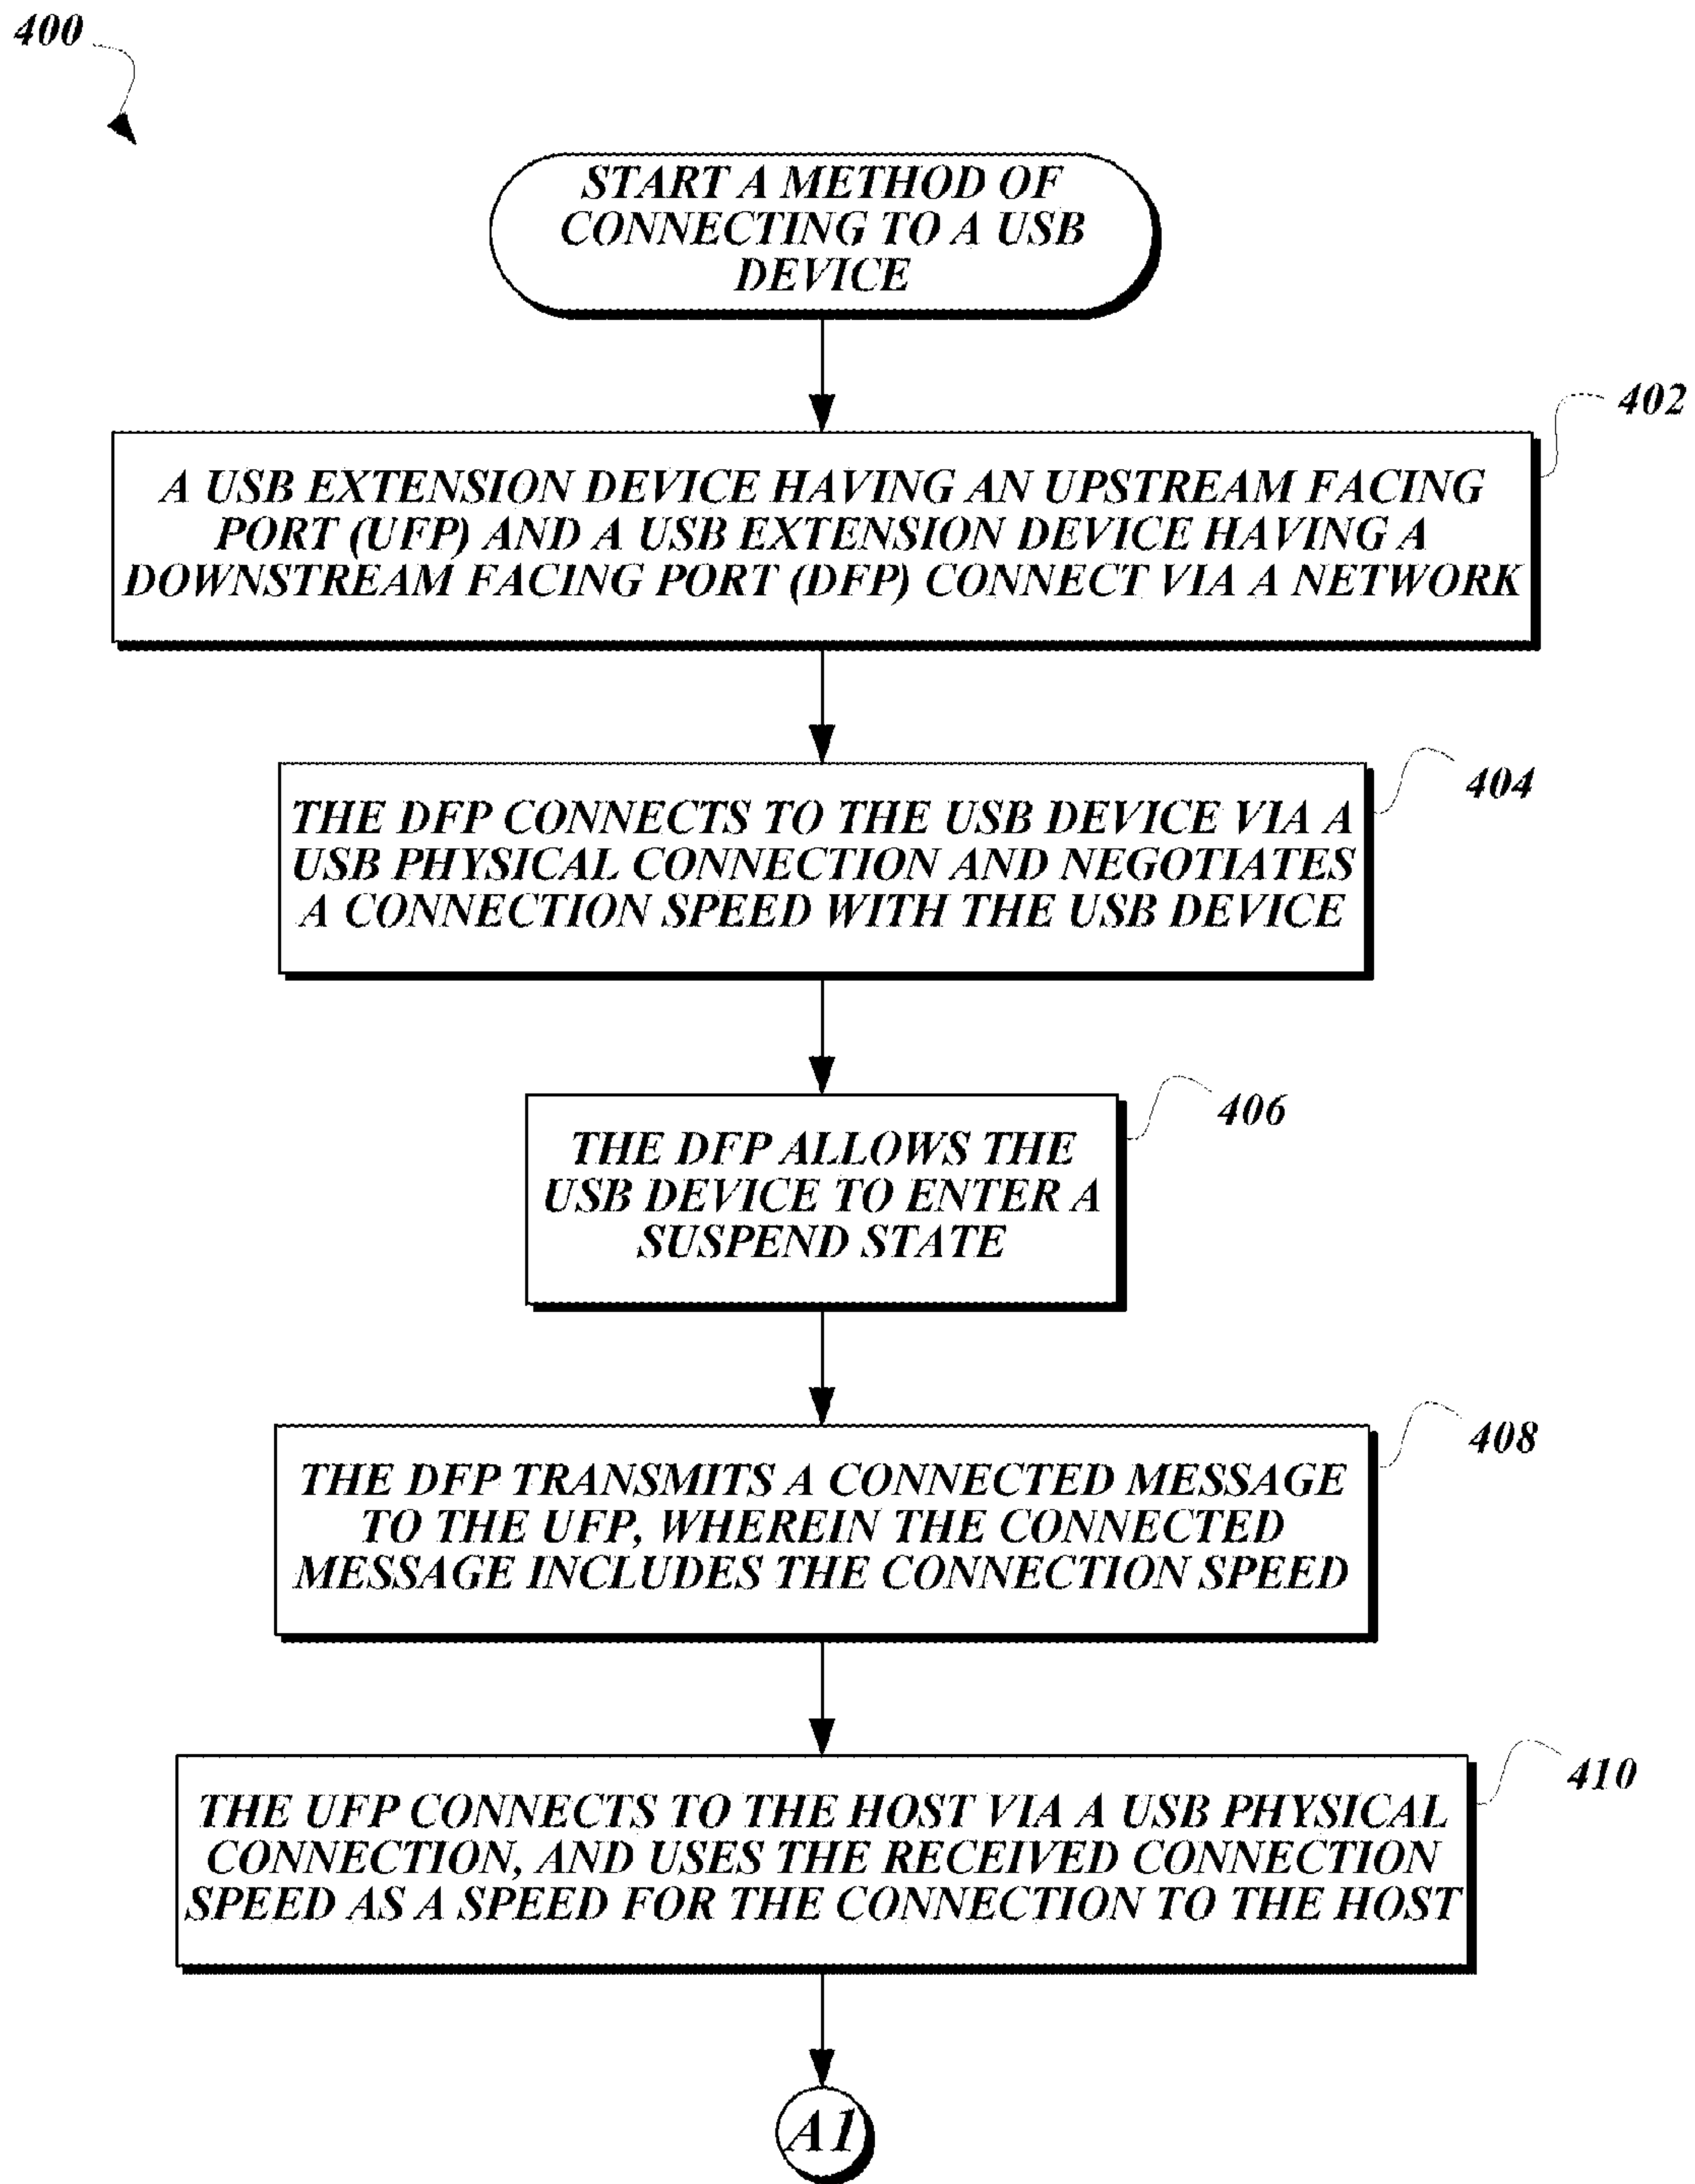 400
START A METHOD OF
CONNECTING TO A USB
DEVICE
402
A USB EXTENSION DEVICE HAVING AN UPSTREAM FACING
PORT (UFP) AND A USB EXTENSION DEVICE HAVING A
DOWNSTREAM FACING PORT (DFP) CONNECT VIA A NETWORK
404
THE DFP CONNECTS TO THE USB DEVICE VIA A
USB PHYSICAL CONNECTION AND NEGOTIATES
A CONNECTION SPEED WITH THE USB DEVICE
406
THE DFP ALLOWS THE
USB DEVICE TO ENTER A
SUSPEND STATE
408
THE DFP TRANSMITS A CONNECTED MESSAGE
TO THE UFP, WHEREIN THE CONNECTED
MESSAGE INCLUDES THE CONNECTION SPEED
410
THE UFP CONNECTS TO THE HOST VIA A USB PHYSICAL
CONNECTION, AND USES THE RECEIVED CONNECTION
SPEED AS A SPEED FOR THE CONNECTION TO THE HOST
A1